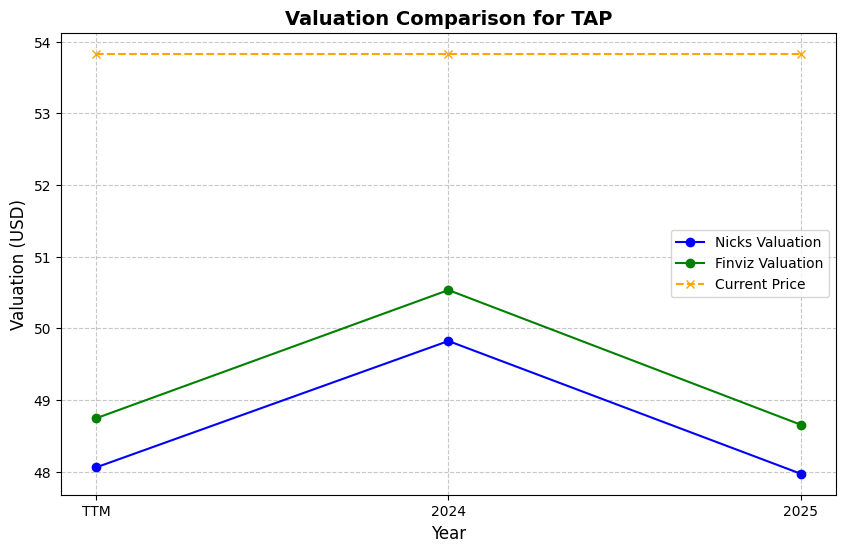 Valuation Comparison for TAP
54
53
52
51
50
49
48
Valuation (USD)
Nicks Valuation
Finviz Valuation
Current Price
TTM
2024
2025
Year